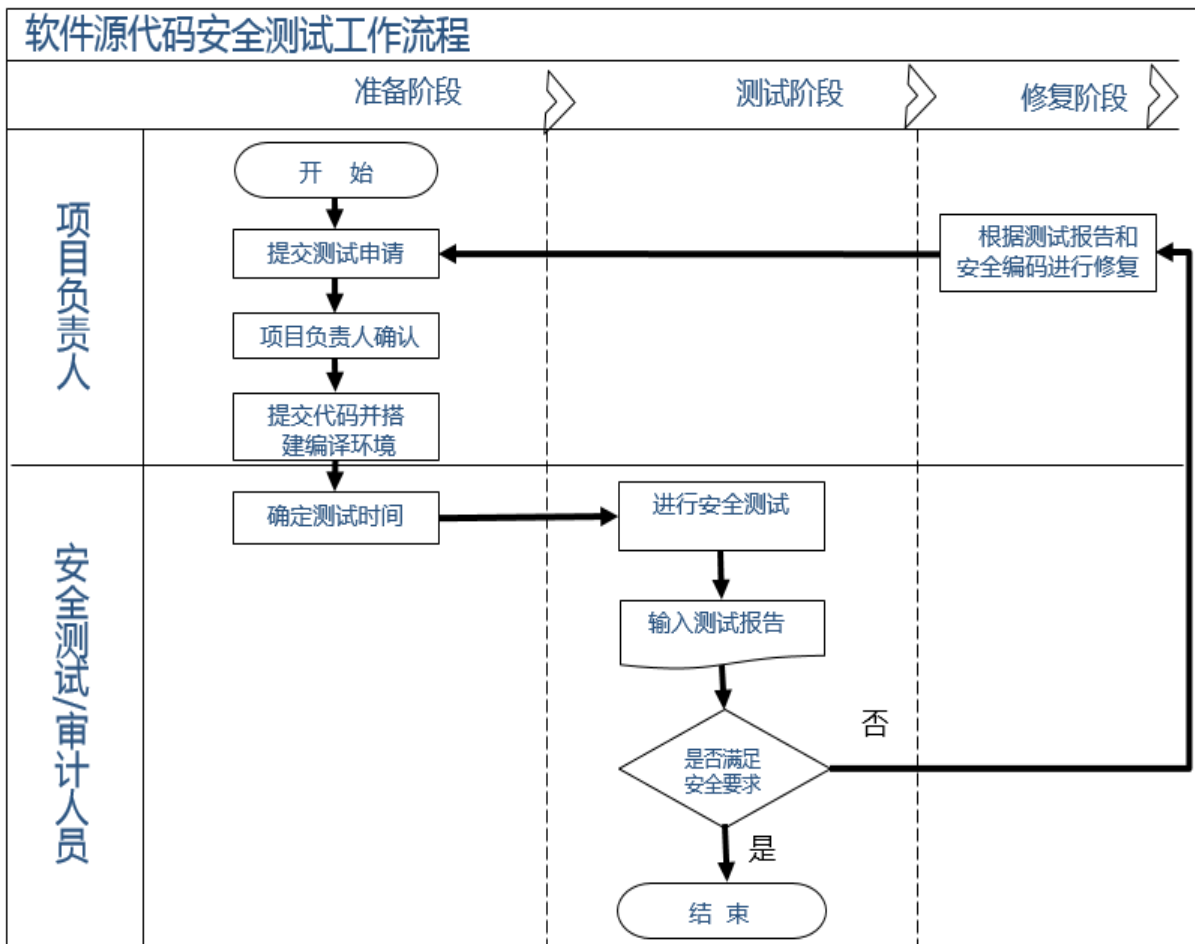 软件源代码安全测试工作流程
准备阶段
测试阶段
修复阶段
项目负责人
开 始
提交测试申请
根据测试报告和
安全编码进行修复
项目负责人确认
提交代码并搭
建编译环境
安全测试/审计人员
确定测试时间
进行安全测试
输入测试报告
是否满足
安全要求
否
是
结 束